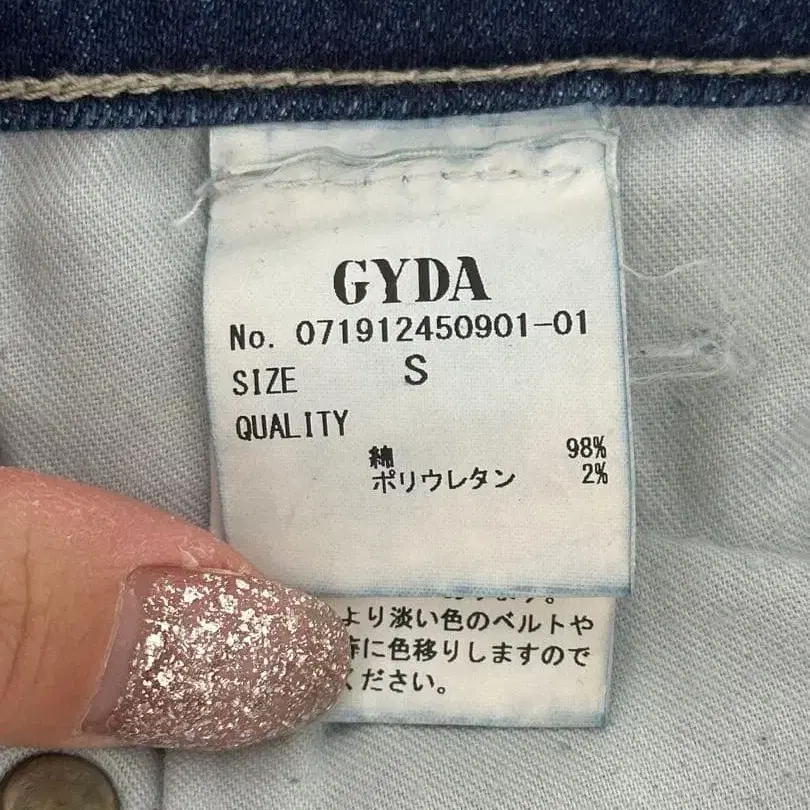 GYDA
No. 071912450901-01
SIZE S
QUALITY
綿 98%
ポリウレタン 2%
より淡い色のベルトや
に色移りしますので
ください。